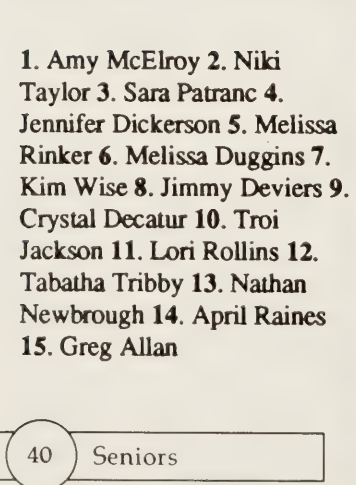 1. Amy McElroy 2. Niki
Taylor 3. Sara Patranc 4.
Jennifer Dickerson 5. Melissa
Rinker 6. Melissa Duggins 7.
Kim Wise 8. Jimmy Deviers 9.
Crystal Decatur 10. Troi
Jackson 11. Lori Rollins 12.
Tabatha Tribby 13. Nathan
Newbrough 14. April Raines
15. Greg Allan
40 Seniors